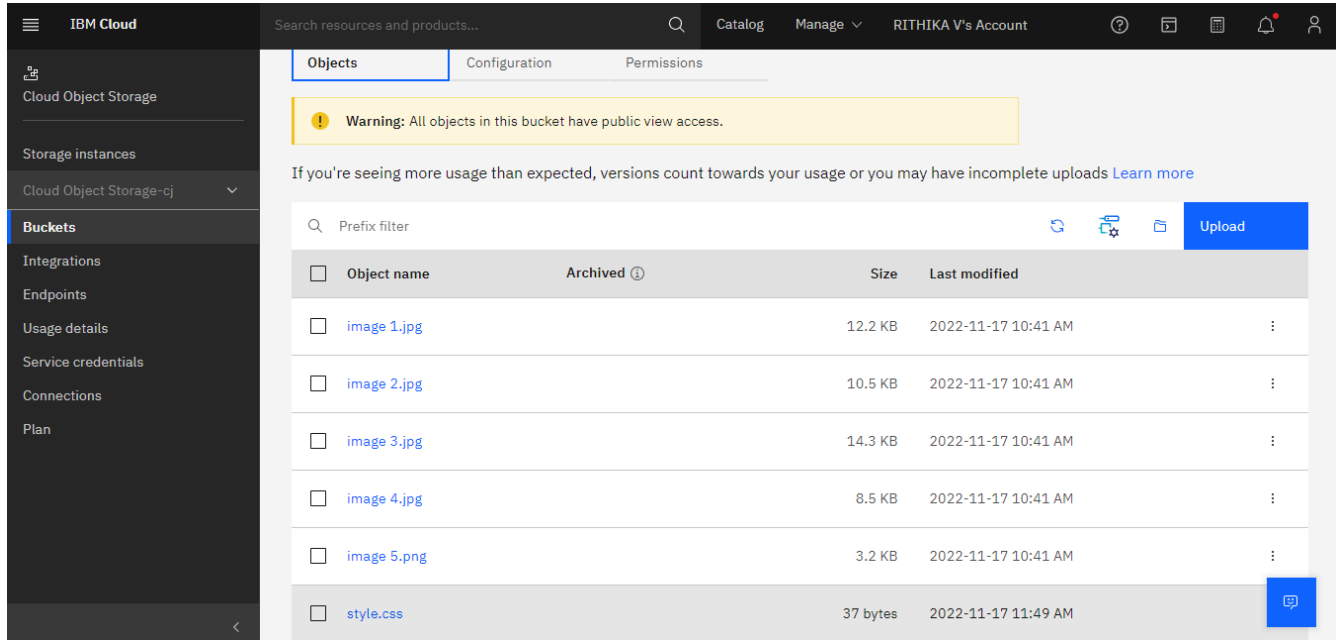 IBM Cloud
Search resources and products...
Catalog
Manage
RITHIKA V's Account
Cloud Object Storage
Storage instances
Cloud Object Storage-cj
Buckets
Integrations
Endpoints
Usage details
Service credentials
Connections
Plan
Objects
Configuration
Permissions
Warning: All objects in this bucket have public view access.
If you're seeing more usage than expected, versions count towards your usage or you may have incomplete uploads Learn more
Prefix filter
Upload
Object name Archived Size Last modified
image 1.jpg 12.2 KB 2022-11-17 10:41 AM
image 2.jpg 10.5 KB 2022-11-17 10:41 AM
image 3.jpg 14.3 KB 2022-11-17 10:41 AM
image 4.jpg 8.5 KB 2022-11-17 10:41 AM
image 5.png 3.2 KB 2022-11-17 10:41 AM
style.css 37 bytes 2022-11-17 11:49 AM